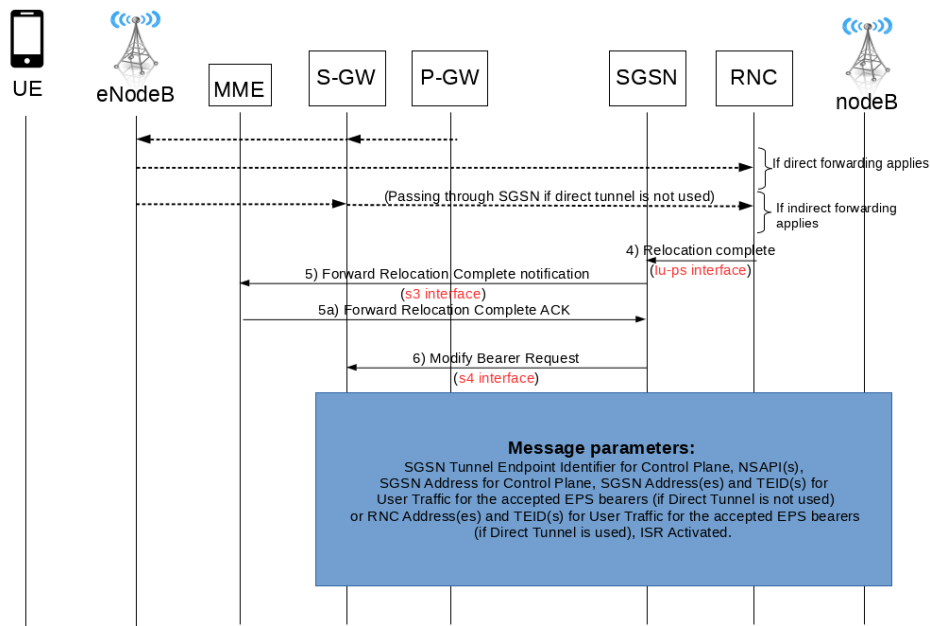 UE
eNodeB
MME
S-GW
P-GW
SGSN
RNC
nodeB
If direct forwarding applies
(Passing through SGSN if direct tunnel is not used)
If indirect forwarding
applies
4) Relocation complete
(Iu-ps interface)
5) Forward Relocation Complete notification
(s3 interface)
5a) Forward Relocation Complete ACK
6) Modify Bearer Request
(s4 interface)
Message parameters:
SGSN Tunnel Endpoint Identifier for Control Plane, NSAPI(s),
SGSN Address for Control Plane, SGSN Address(es) and TEID(s) for
User Traffic for the accepted EPS bearers (if Direct Tunnel is not used)
or RNC Address(es) and TEID(s) for User Traffic for the accepted EPS bearers
(if Direct Tunnel is used), ISR Activated.